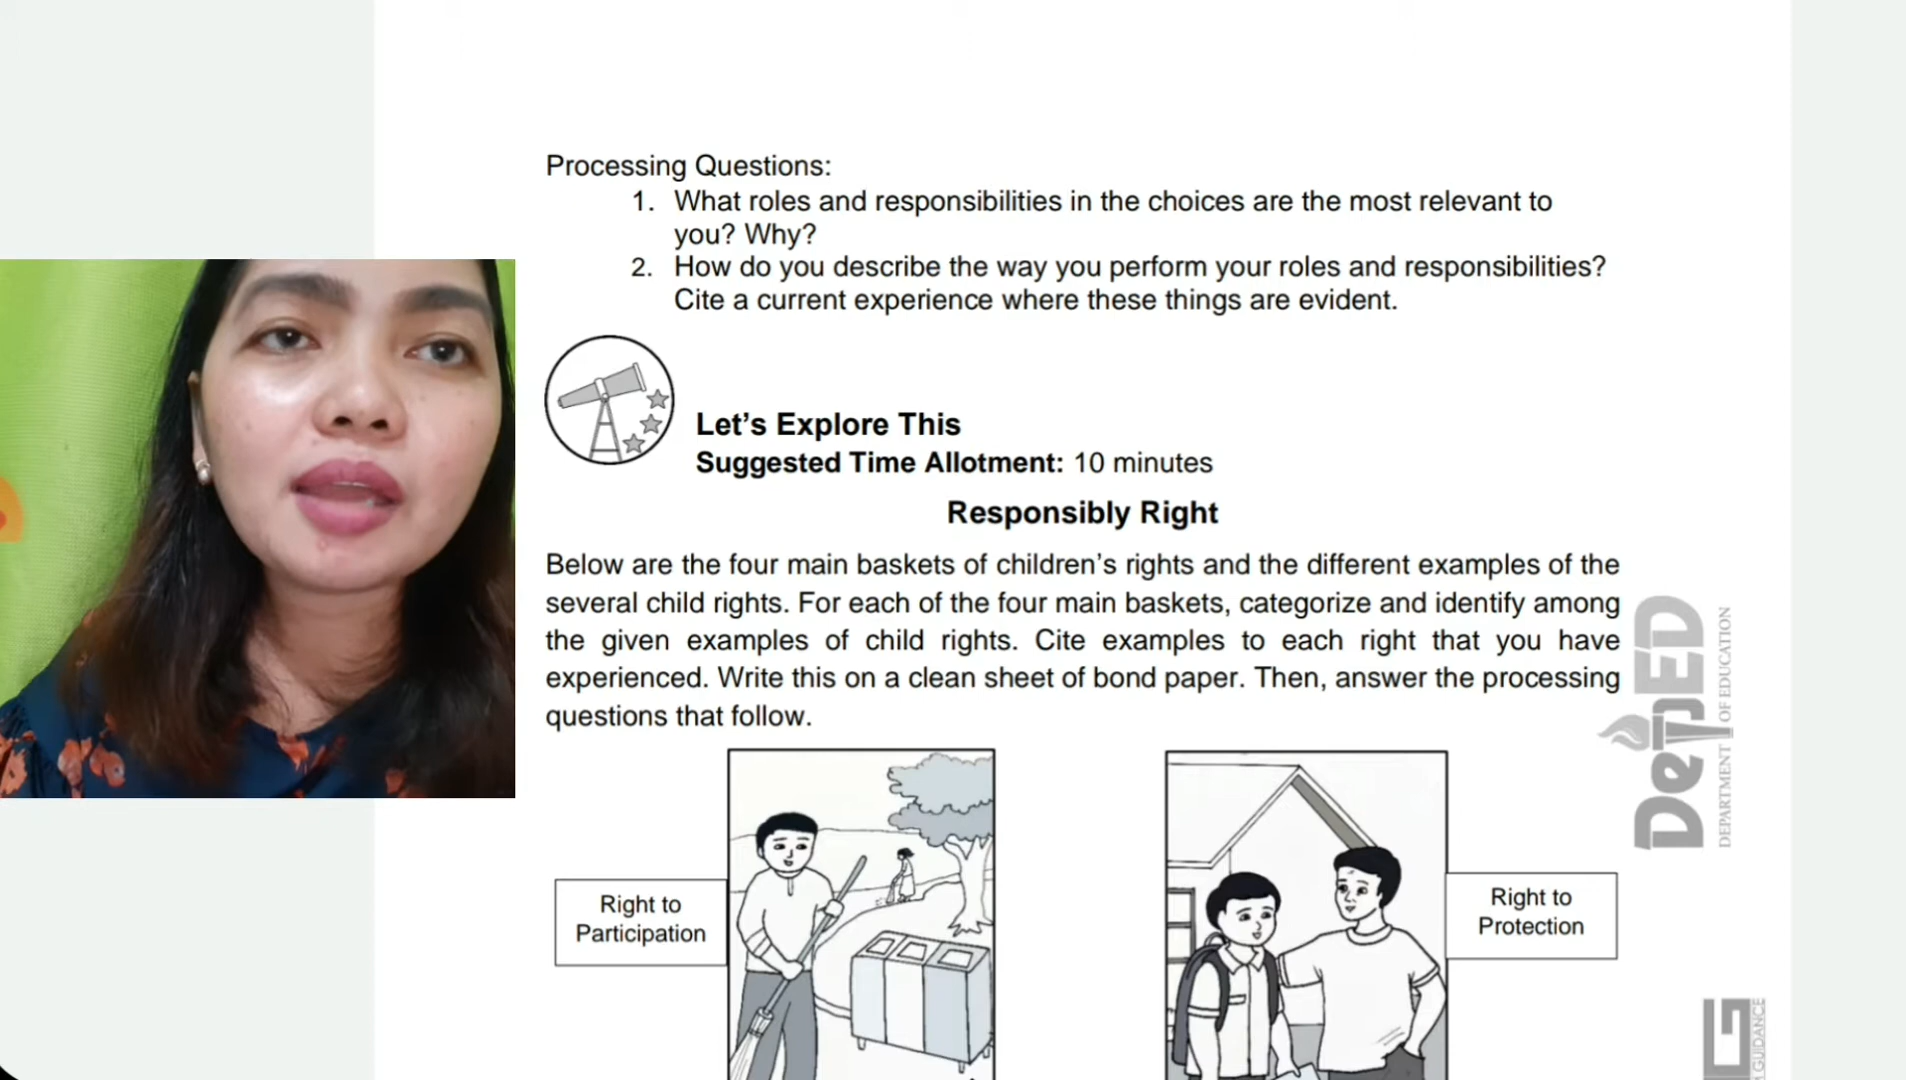 Processing Questions:
1. What roles and responsibilities in the choices are the most relevant to
you? Why?
2. How do you describe the way you perform your roles and responsibilities?
Cite a current experience where these things are evident.
Let's Explore This
Suggested Time Allotment: 10 minutes
Responsibly Right
Below are the four main baskets of children's rights and the different examples of the
several child rights. For each of the four main baskets, categorize and identify among
the given examples of child rights. Cite examples to each right that you have
experienced. Write this on a clean sheet of bond paper. Then, answer the processing
questions that follow.
Right to
Participation
Right to
Protection
DepED
DEPARTMENT OF EDUCATION
G
GUIDANCE